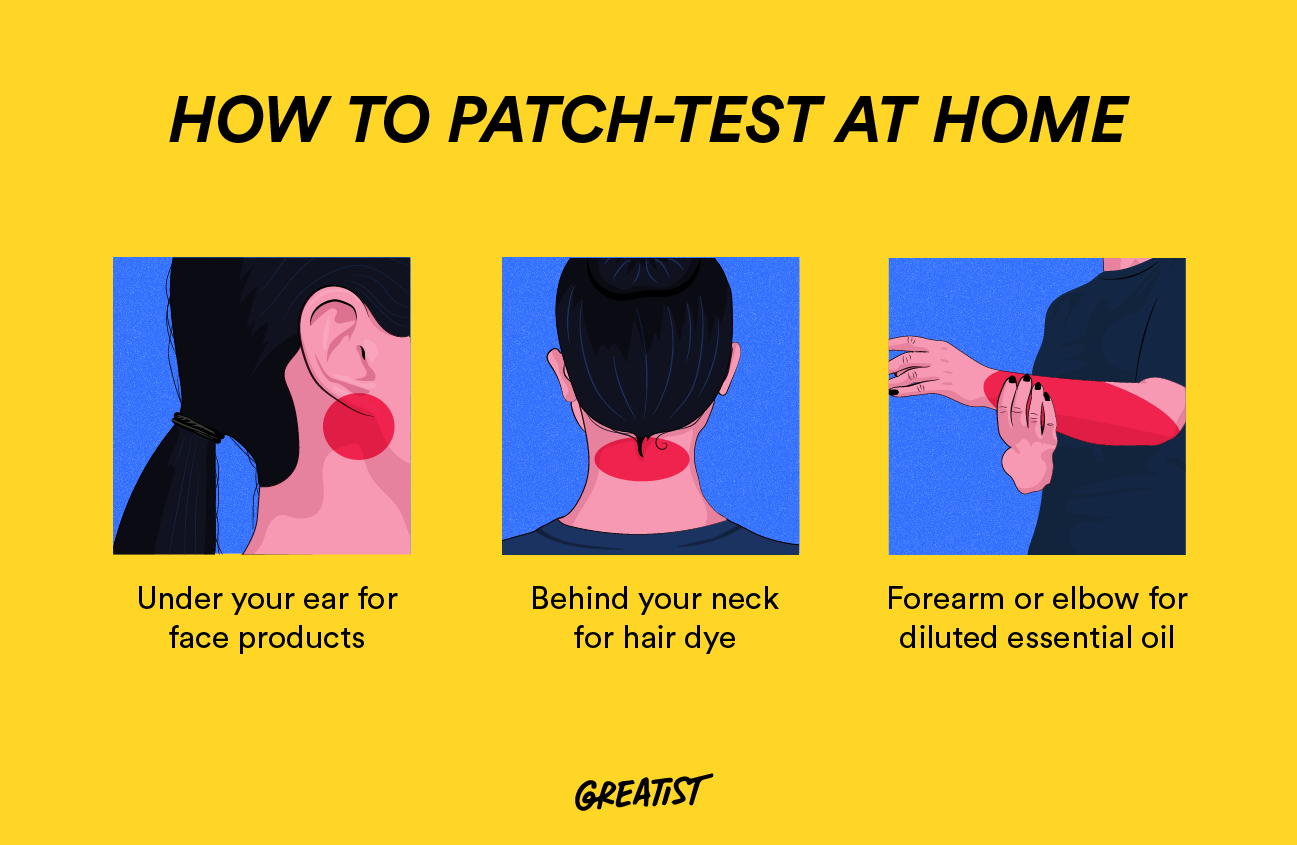 HOW TO PATCH-TEST AT HOME
Under your ear for
face products
Behind your neck
for hair dye
Forearm or elbow for
diluted essential oil
GREATIST